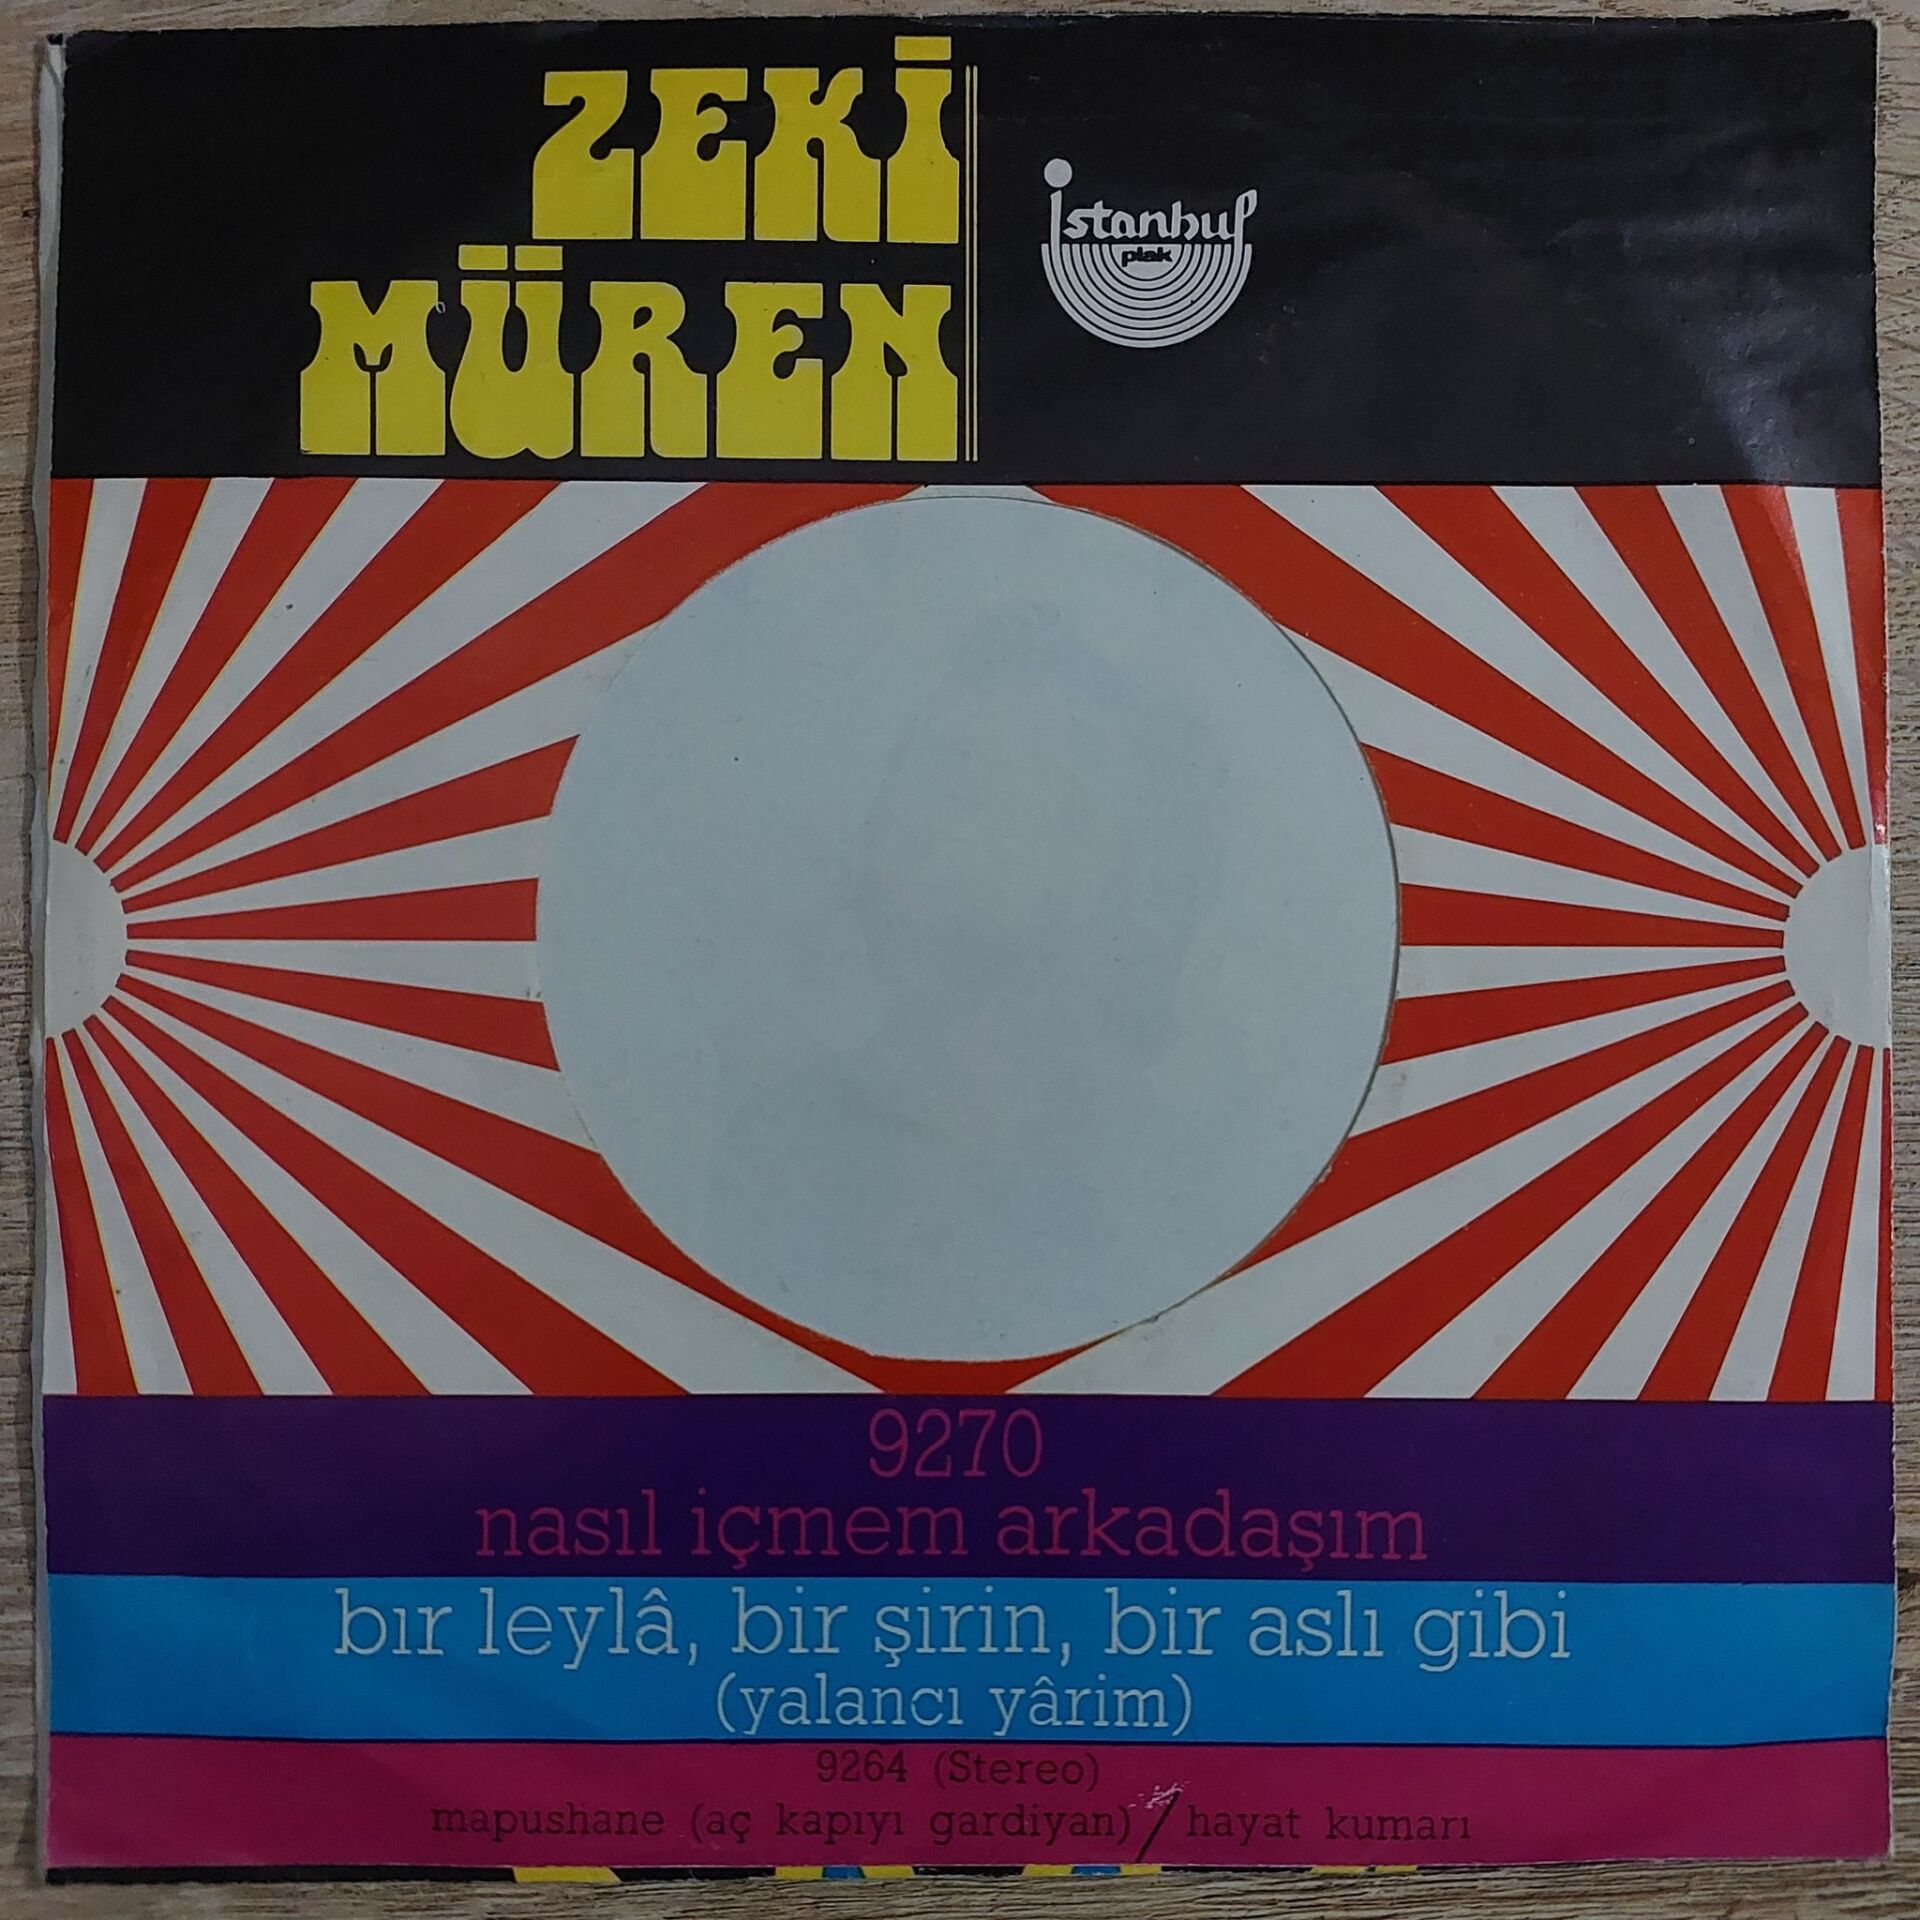 ZEKİ
MÜREN
istanbul
plak
9270
nasıl içmem arkadaşım
bır leylâ, bir şirin, bir aslı gibi
(yalancı yârim)
9264 (Stereo)
mapushane (aç kapıyı gardiyan) / hayat kumarı